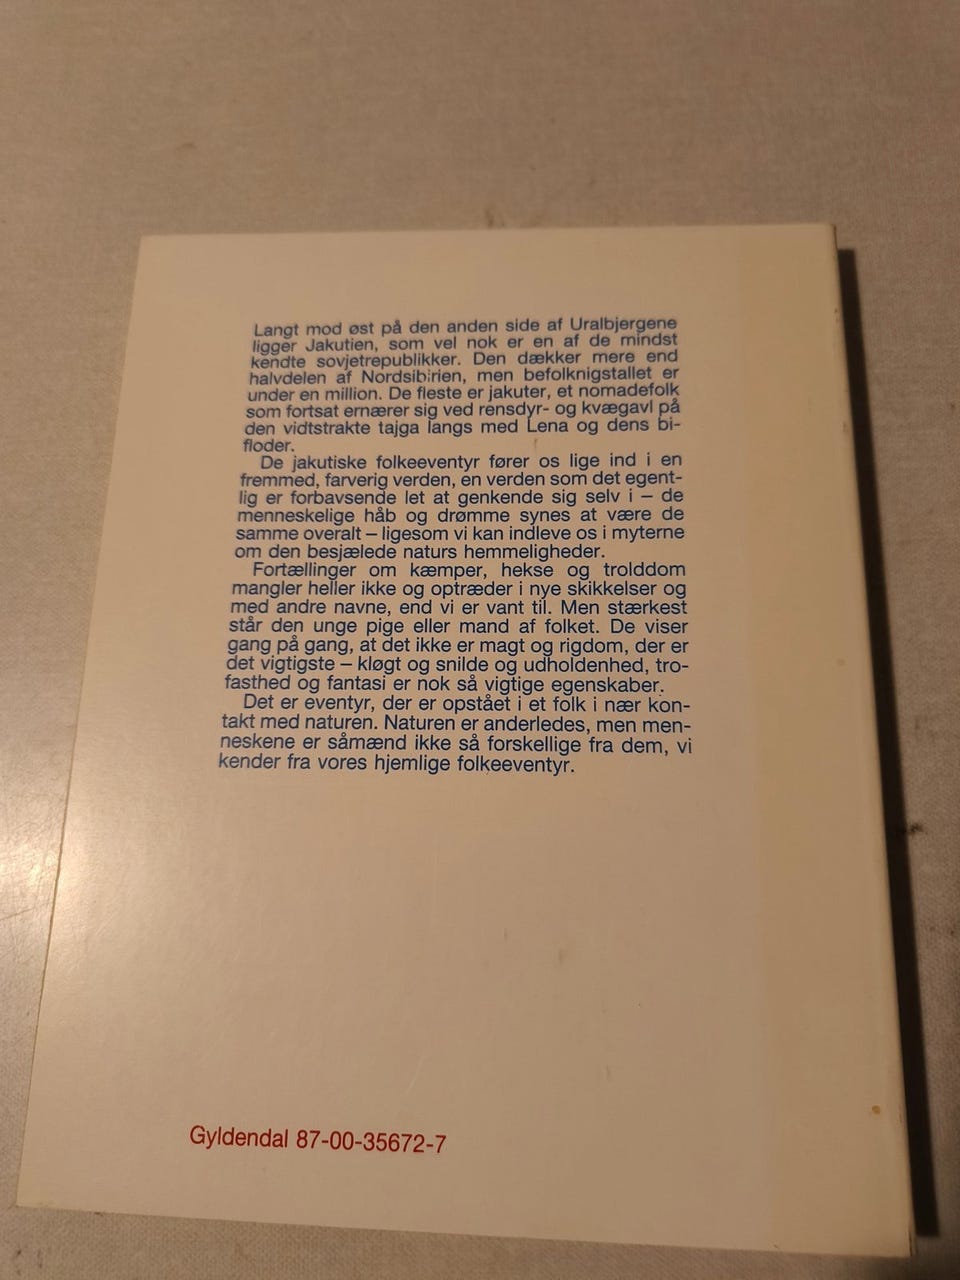 Langt mod øst på den anden side af Uralbjergene
ligger Jakutien, som vel nok er en af de mindst
kendte sovjetrepublikker. Den dækker mere end
halvdelen af Nordsibirien, men befolknigstallet er
under en million. De fleste er jakuter, et nomadefolk
som fortsat ernærer sig ved rensdyr- og kvægavl på
den vidtstrakte tajga langs med Lena og dens bi-
floder.
De jakutiske folkeeventyr fører os lige ind i en
fremmed, farverig verden, en verden som det egent-
lig er forbavsende let at genkende sig selv i – de
menneskelige håb og drømme synes at være de
samme overalt – ligesom vi kan indleve os i myterne
om den besjælede naturs hemmeligheder.
Fortællinger om kæmper, hekse og trolddom
mangler heller ikke og optræder i nye skikkelser og
med andre navne, end vi er vant til. Men stærkest
står den unge pige eller mand af folket. De viser
gang på gang, at det ikke er magt og rigdom, der er
det vigtigste – kløgt og snilde og udholdenhed, tro-
fasthed og fantasi er nok så vigtige egenskaber.
Det er eventyr, der er opstået i et folk i nær kon-
takt med naturen. Naturen er anderledes, men men-
neskene er såmænd ikke så forskellige fra dem, vi
kender fra vores hjemlige folkeeventyr.
Gyldendal 87-00-35672-7